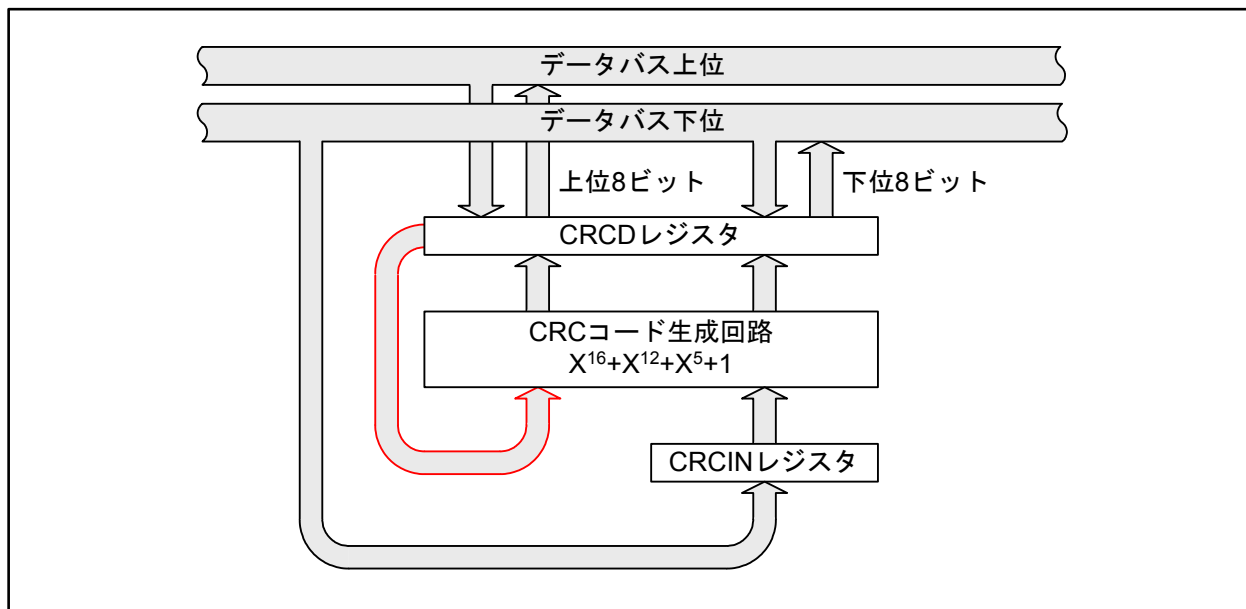 データバス上位
データバス下位
上位8ビット
下位8ビット
CRCDレジスタ
CRCコード生成回路
X¹⁶+X¹²+X⁵+1
CRCINレジスタ